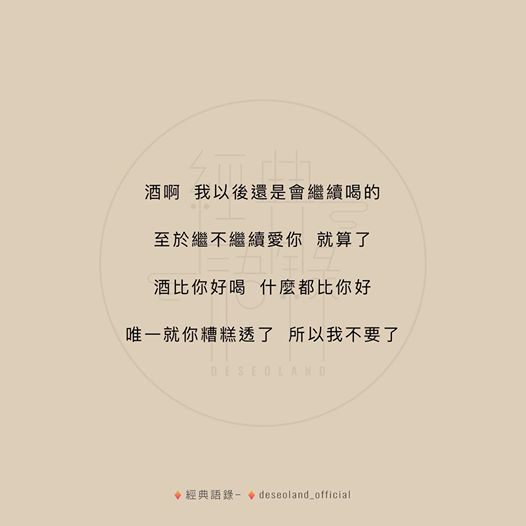 酒啊 我以後還是會繼續喝的
至於繼不繼續愛你 就算了
酒比你好喝 什麼都比你好
唯一就你糟糕透了 所以我不要了
經典語錄
DESEOLAND
經典語錄- deseoland_official